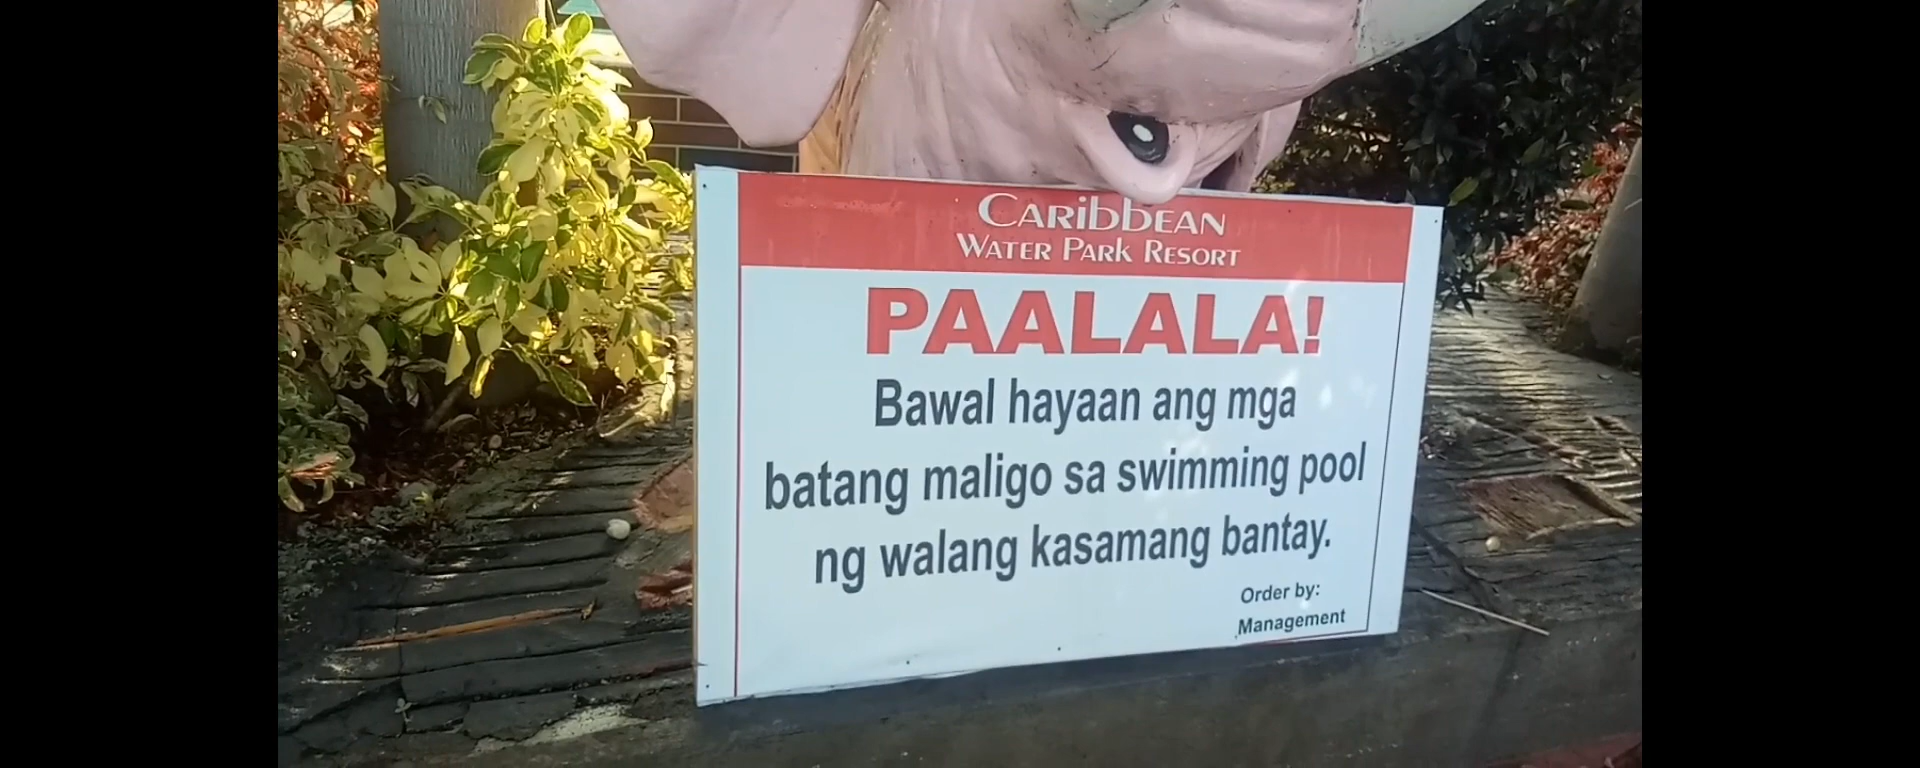 CARibbEAN
WATER PARk RESORT
PAALALA!
Bawal hayaan ang mga
batang maligo sa swimming pool
ng walang kasamang bantay.
Order by:
Management